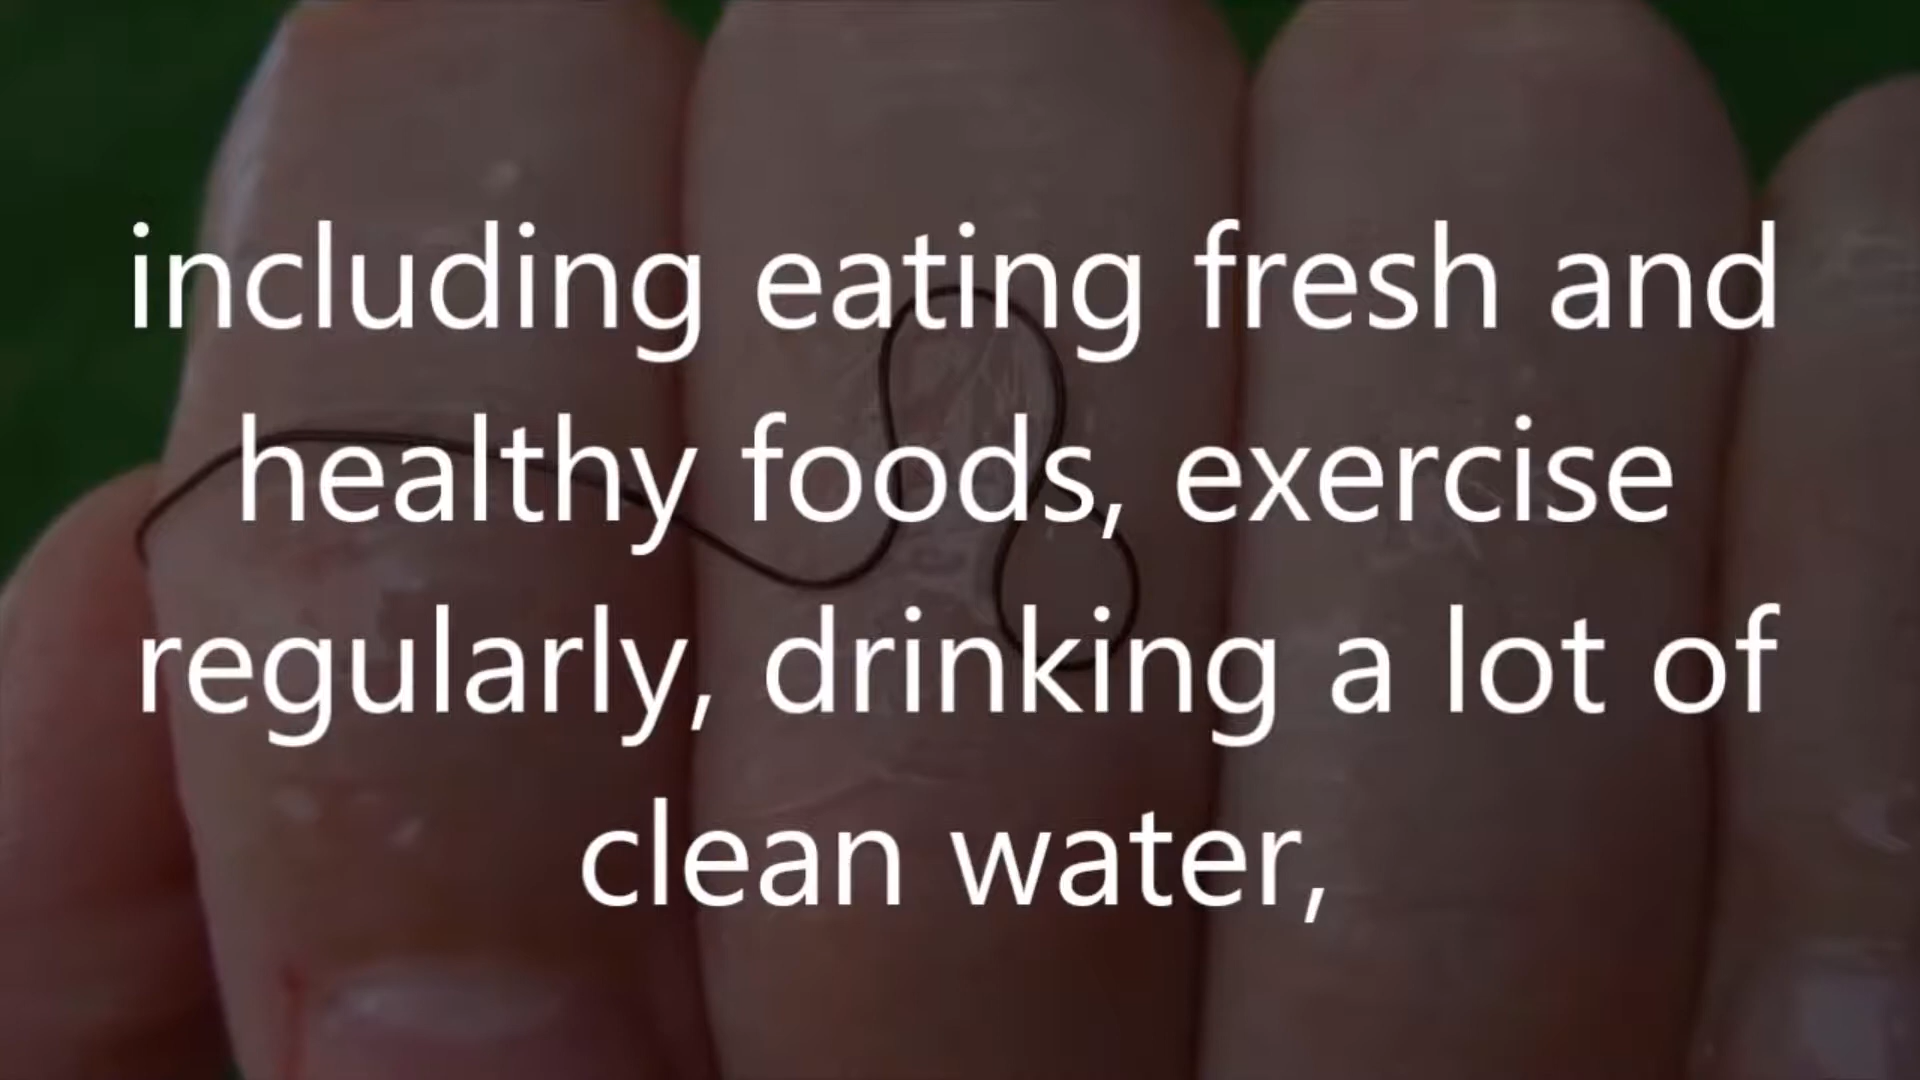 including eating fresh and
healthy foods, exercise
regularly, drinking a lot of
clean water,